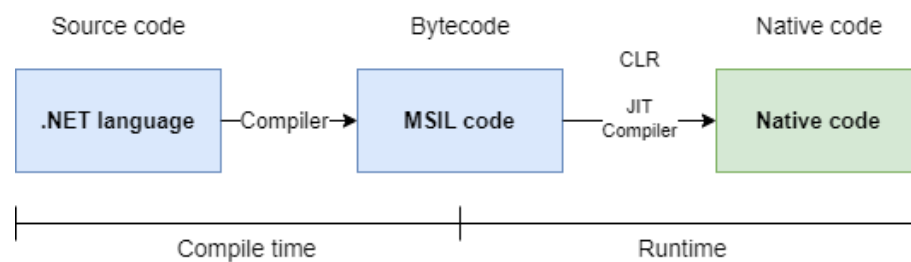 Source code
Bytecode
Native code
.NET language
Compiler
MSIL code
CLR
JIT
Compiler
Native code
Compile time
Runtime